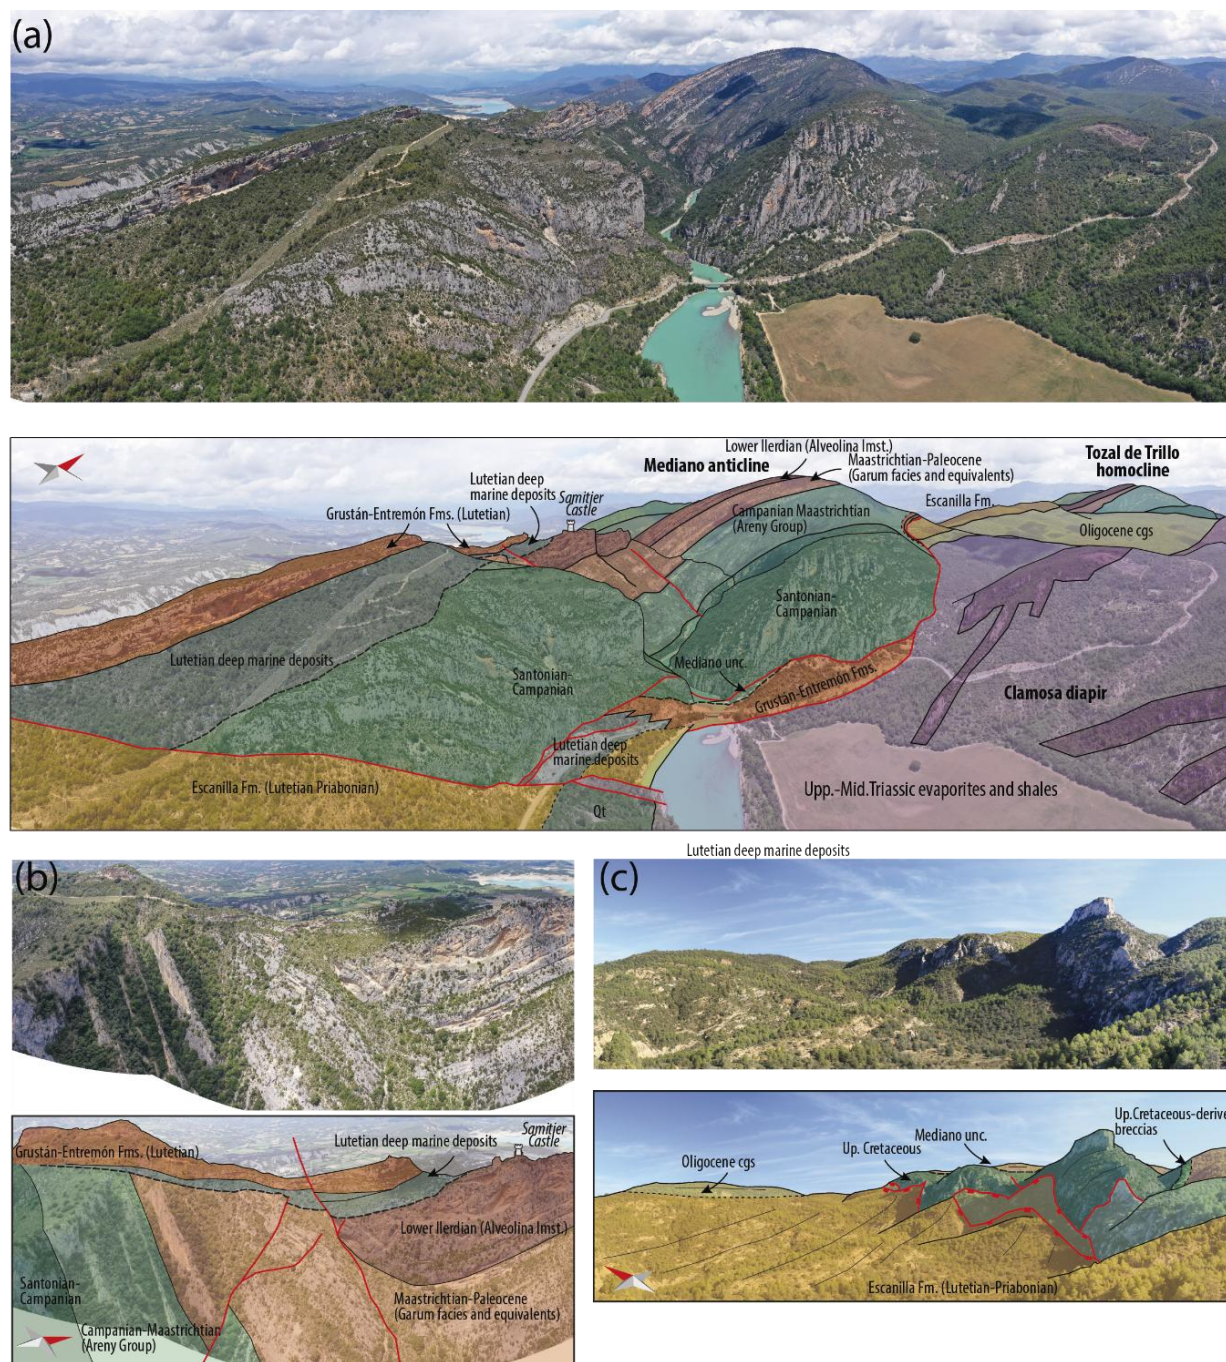 (a)
Lower Ilerdian (Alveolina lmst.)
Mediano anticline
Maastrichtian-Paleocene
(Garum facies and equivalents)
Tozal de Trillo
homocline
Lutetian deep
marine deposits
Samitier
Castle
Escanilla Fm.
Grustán-Entremón Fms. (Lutetian)
Campanian Maastrichtian
(Areny Group)
Oligocene cgs
Santonian-
Campanian
Lutetian deep marine deposits
Santonian-
Campanian
Mediano unc.
Grustán-Entremón Fms.
Clamosa diapir
Lutetian deep
marine deposits
Escanilla Fm. (Lutetian Priabonian)
Upp.-Mid.Triassic evaporites and shales
Qt
Lutetian deep marine deposits
(b)
Grustán-Entremón Fms. (Lutetian)
Lutetian deep marine deposits
Samitier
Castle
Lower Ilerdian (Alveolina lmst.)
Santonian-
Campanian
Maastrichtian-Paleocene
(Garum facies and equivalents)
Campanian-Maastrichtian
(Areny Group)
(c)
Up.Cretaceous-derive
breccias
Mediano unc.
Up. Cretaceous
Oligocene cgs
Escanilla Fm. (Lutetian-Priabonian)